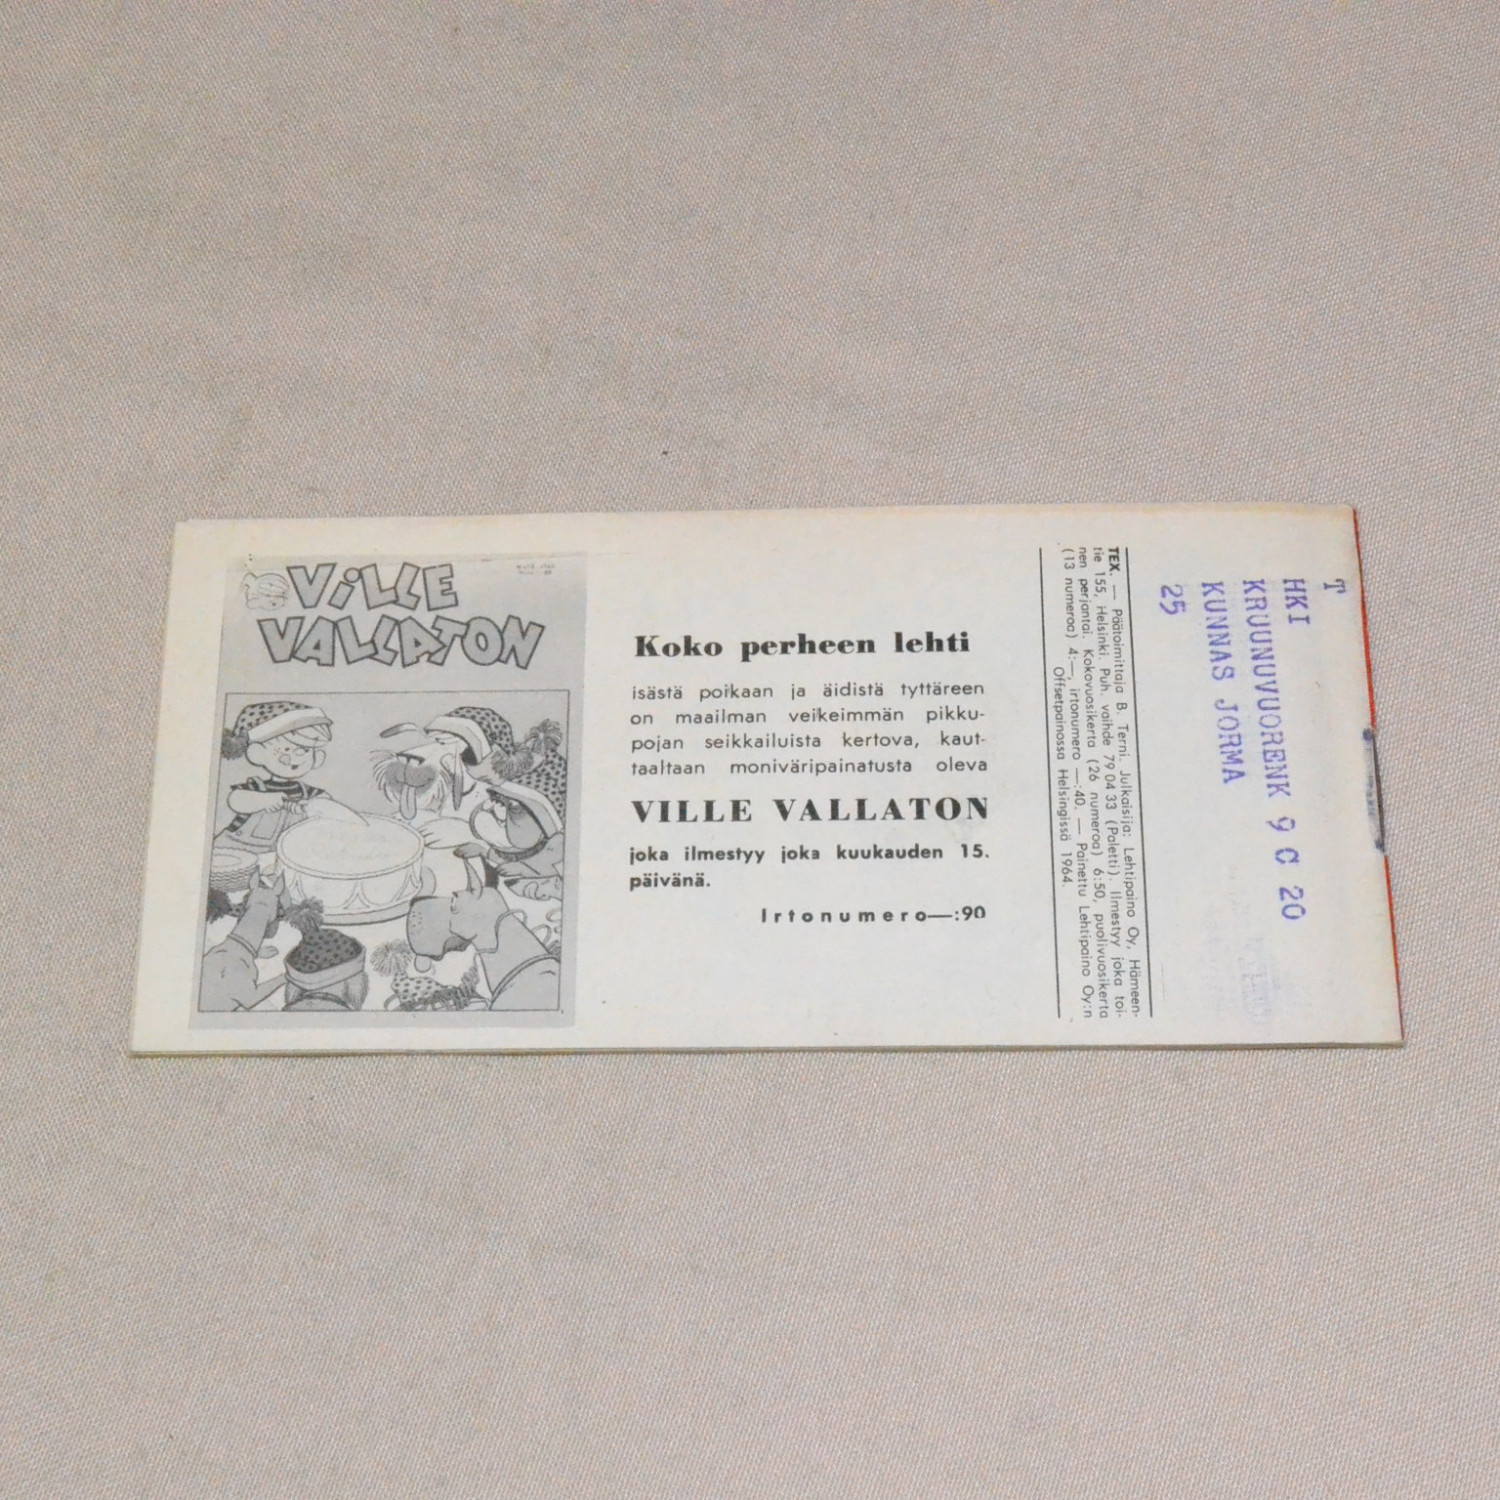 VILLE
VALLATON
Koko perheen lehti
isästä poikaan ja äidistä tyttäreen
on maailman veikeimmän pikku-
pojan seikkailuista kertova, kaut-
taaltaan moniväripainatusta oleva
VILLE VALLATON
joka ilmestyy joka kuukauden 15.
päivänä.
Irtonumero—:90
TEX. — Päätoimittaja B. Terni. Julkaisija: Lehtipaino Oy, Hämeen-
tie 155, Helsinki. Puh. vaihde 79 04 33 (Paletti). Ilmestyy joka toi-
nen perjantai. Kokovuosikerta (26 numeroa) 6:50, puolivuosikerta
(13 numeroa) 4:—, irtonumero —:40. — Painettu Lehtipaino Oy:n
Offsetpainossa Helsingissä 1964.
T
HKI
KRUUNUVUORENK 9 C 20
KUNNAS JORMA
25